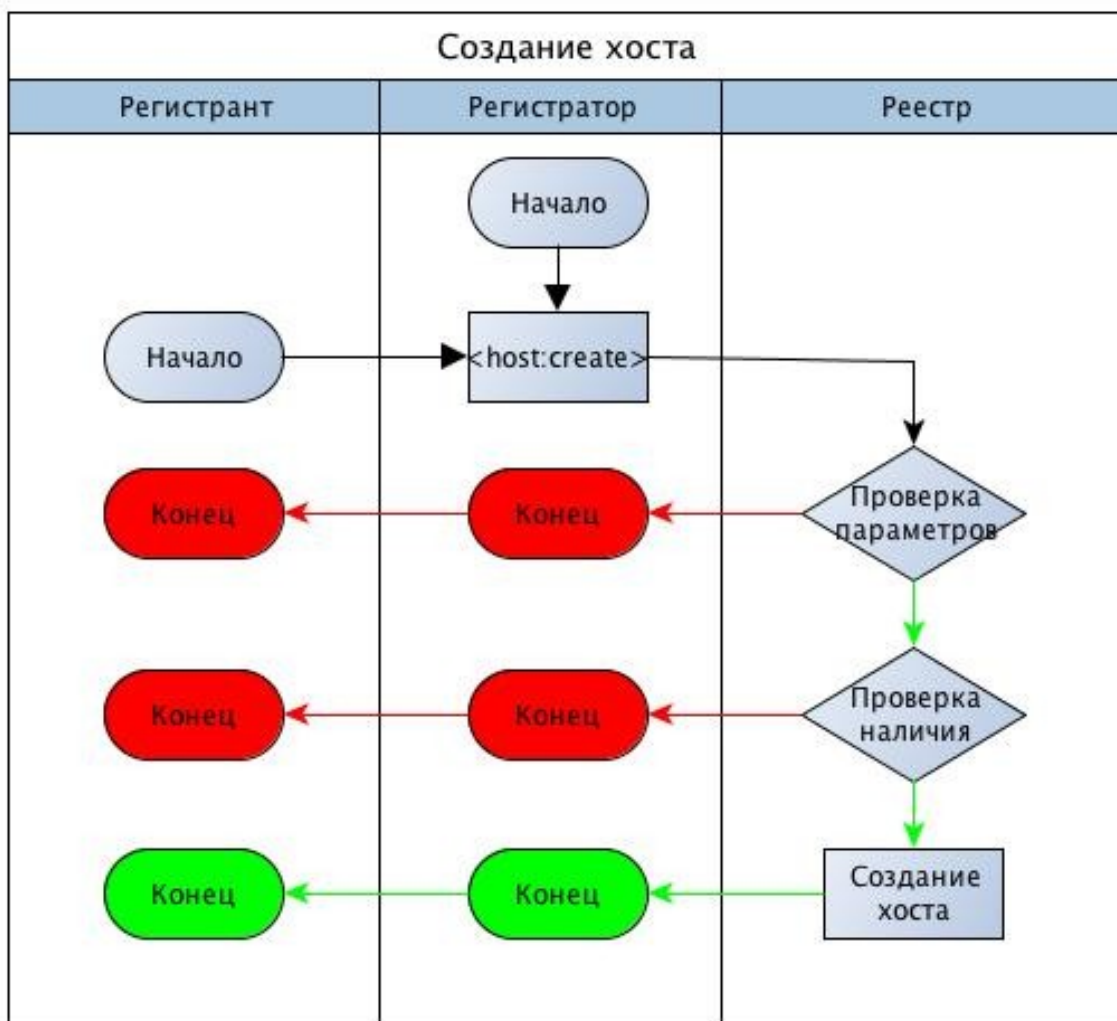 Создание хоста
Регистрант
Регистратор
Реестр
Начало
Начало
<host:create>
Конец
Конец
Проверка
параметров
Конец
Конец
Проверка
наличия
Конец
Конец
Создание
хоста